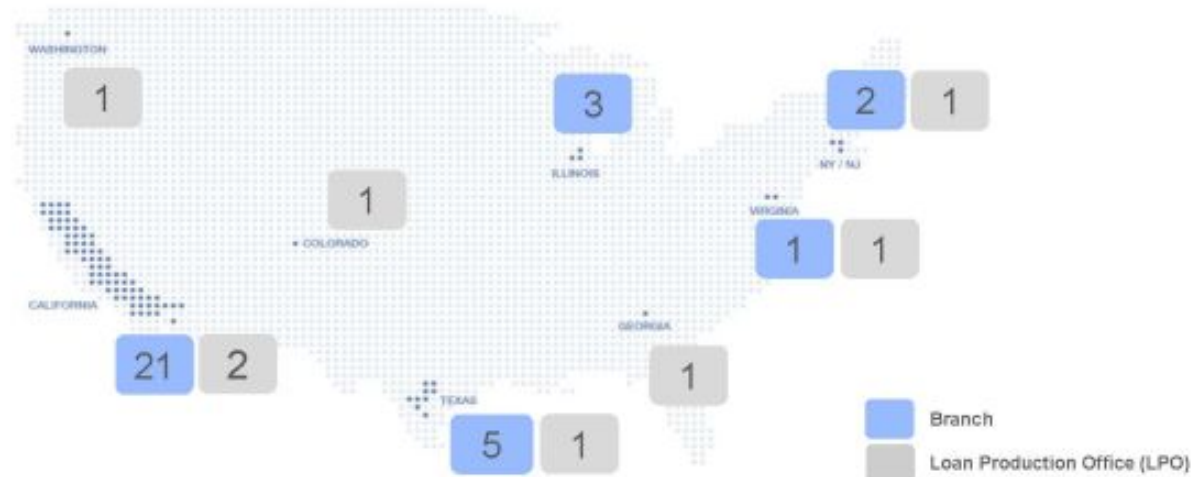 WASHINGTON
1
3
2 1
ILLINOIS
NY / NJ
1
VIRGINIA
COLORADO
1 1
CALIFORNIA
GEORGIA
21 2
1
TEXAS
5 1
Branch
Loan Production Office (LPO)